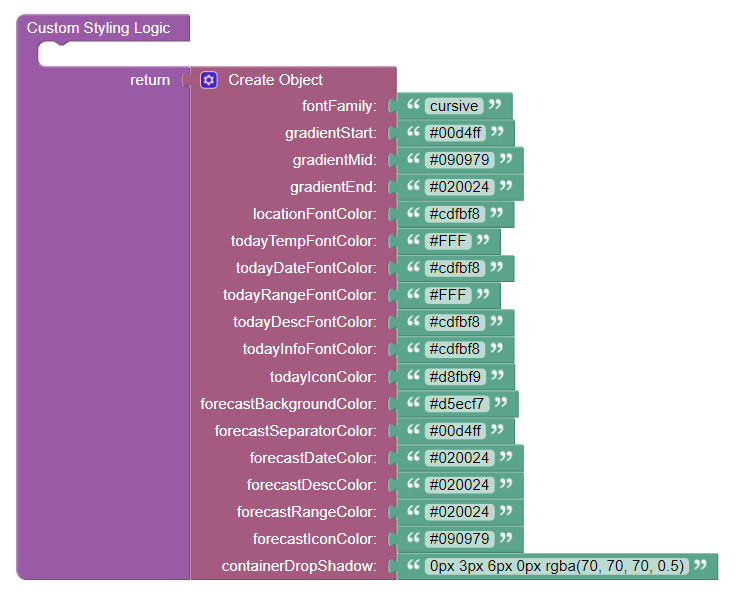 Custom Styling Logic
return Create Object
fontFamily: “ cursive ”
gradientStart: “ #00d4ff ”
gradientMid: “ #090979 ”
gradientEnd: “ #020024 ”
locationFontColor: “ #cdfbf8 ”
todayTempFontColor: “ #FFF ”
todayDateFontColor: “ #cdfbf8 ”
todayRangeFontColor: “ #FFF ”
todayDescFontColor: “ #cdfbf8 ”
todayInfoFontColor: “ #cdfbf8 ”
todayIconColor: “ #d8fbf9 ”
forecastBackgroundColor: “ #d5ecf7 ”
forecastSeparatorColor: “ #00d4ff ”
forecastDateColor: “ #020024 ”
forecastDescColor: “ #020024 ”
forecastRangeColor: “ #020024 ”
forecastIconColor: “ #090979 ”
containerDropShadow: “ 0px 3px 6px 0px rgba(70, 70, 70, 0.5) ”